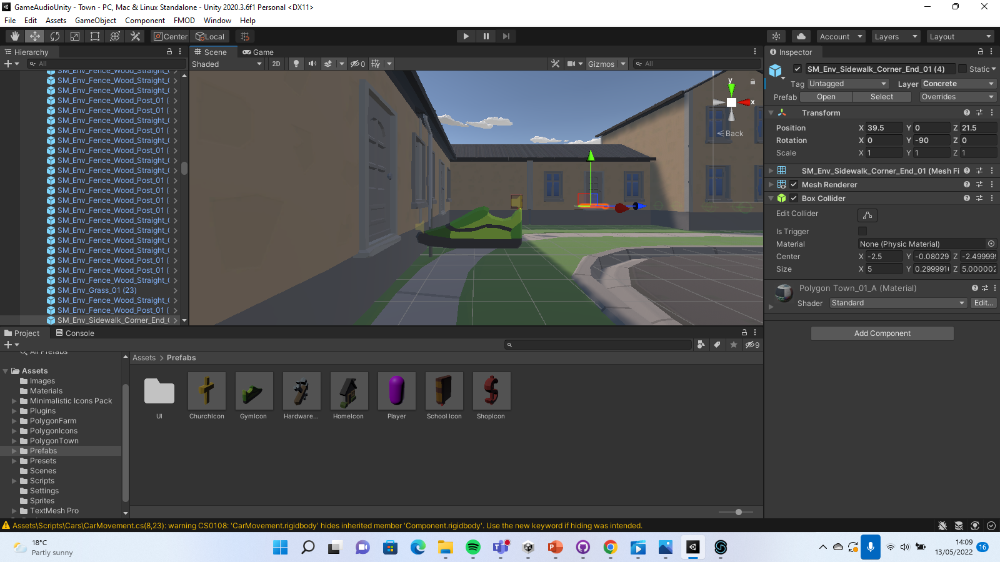 GameAudioUnity - Town - PC, Mac & Linux Standalone - Unity 2020.3.6f1 Personal <DX11>
File Edit Assets GameObject Component FMOD Window Help
Center Local Account Layers Layout
Hierarchy Scene Game Inspector
All Shaded 2D 0 Gizmos All
SM_Env_Sidewalk_Corner_End_01 (4) Static
Tag Untagged Layer Concrete
Prefab Open Select Overrides
Transform
Position X 39.5 Y 0 Z 21.5
Rotation X 0 Y -90 Z 0
Scale X 1 Y 1 Z 1
SM_Env_Sidewalk_Corner_End_01 (Mesh Fi
Mesh Renderer
Box Collider
Edit Collider
Is Trigger
Material None (Physic Material)
Center X -2.5 Y -0.08029 Z -2.499999
Size X 5 Y 0.299991 Z 5.000002
Polygon Town_01_A (Material)
Shader Standard Edit...
Add Component
y
x
Back
SM_Env_Fence_Wood_Straight_(
SM_Env_Fence_Wood_Straight_(
SM_Env_Fence_Wood_Straight_(
SM_Env_Fence_Wood_Post_01 (
SM_Env_Fence_Wood_Post_01 (
SM_Env_Fence_Wood_Straight_(
SM_Env_Fence_Wood_Post_01 (
SM_Env_Fence_Wood_Straight_(
SM_Env_Fence_Wood_Post_01 (
SM_Env_Fence_Wood_Straight_(
SM_Env_Fence_Wood_Straight_(
SM_Env_Fence_Wood_Post_01 (
SM_Env_Fence_Wood_Post_01 (
SM_Env_Fence_Wood_Post_01 (
SM_Env_Fence_Wood_Post_01 (
SM_Env_Fence_Wood_Straight_(
SM_Env_Fence_Wood_Straight_(
SM_Env_Fence_Wood_Straight_(
SM_Env_Fence_Wood_Straight_(
SM_Env_Fence_Wood_Post_01 (
SM_Env_Fence_Wood_Post_01 (
SM_Env_Fence_Wood_Straight_(
SM_Env_Grass_01 (23)
SM_Env_Fence_Wood_Straight_(
SM_Env_Fence_Wood_Post_01 (
SM_Env_Sidewalk_Corner_End_(
Project Console
9
All Prefabs
Assets
Images
Materials
Minimalistic Icons Pack
Plugins
PolygonFarm
PolygonIcons
PolygonTown
Prefabs
Presets
Scenes
Scripts
Settings
Sprites
TextMesh Pro
Assets > Prefabs
UI ChurchIcon GymIcon Hardware... HomeIcon Player School Icon ShopIcon
Assets\Scripts\Cars\CarMovement.cs(8,23): warning CS0108: 'CarMovement.rigidbody' hides inherited member 'Component.rigidbody'. Use the new keyword if hiding was intended.
18°C
Partly sunny
14:09
13/05/2022
16